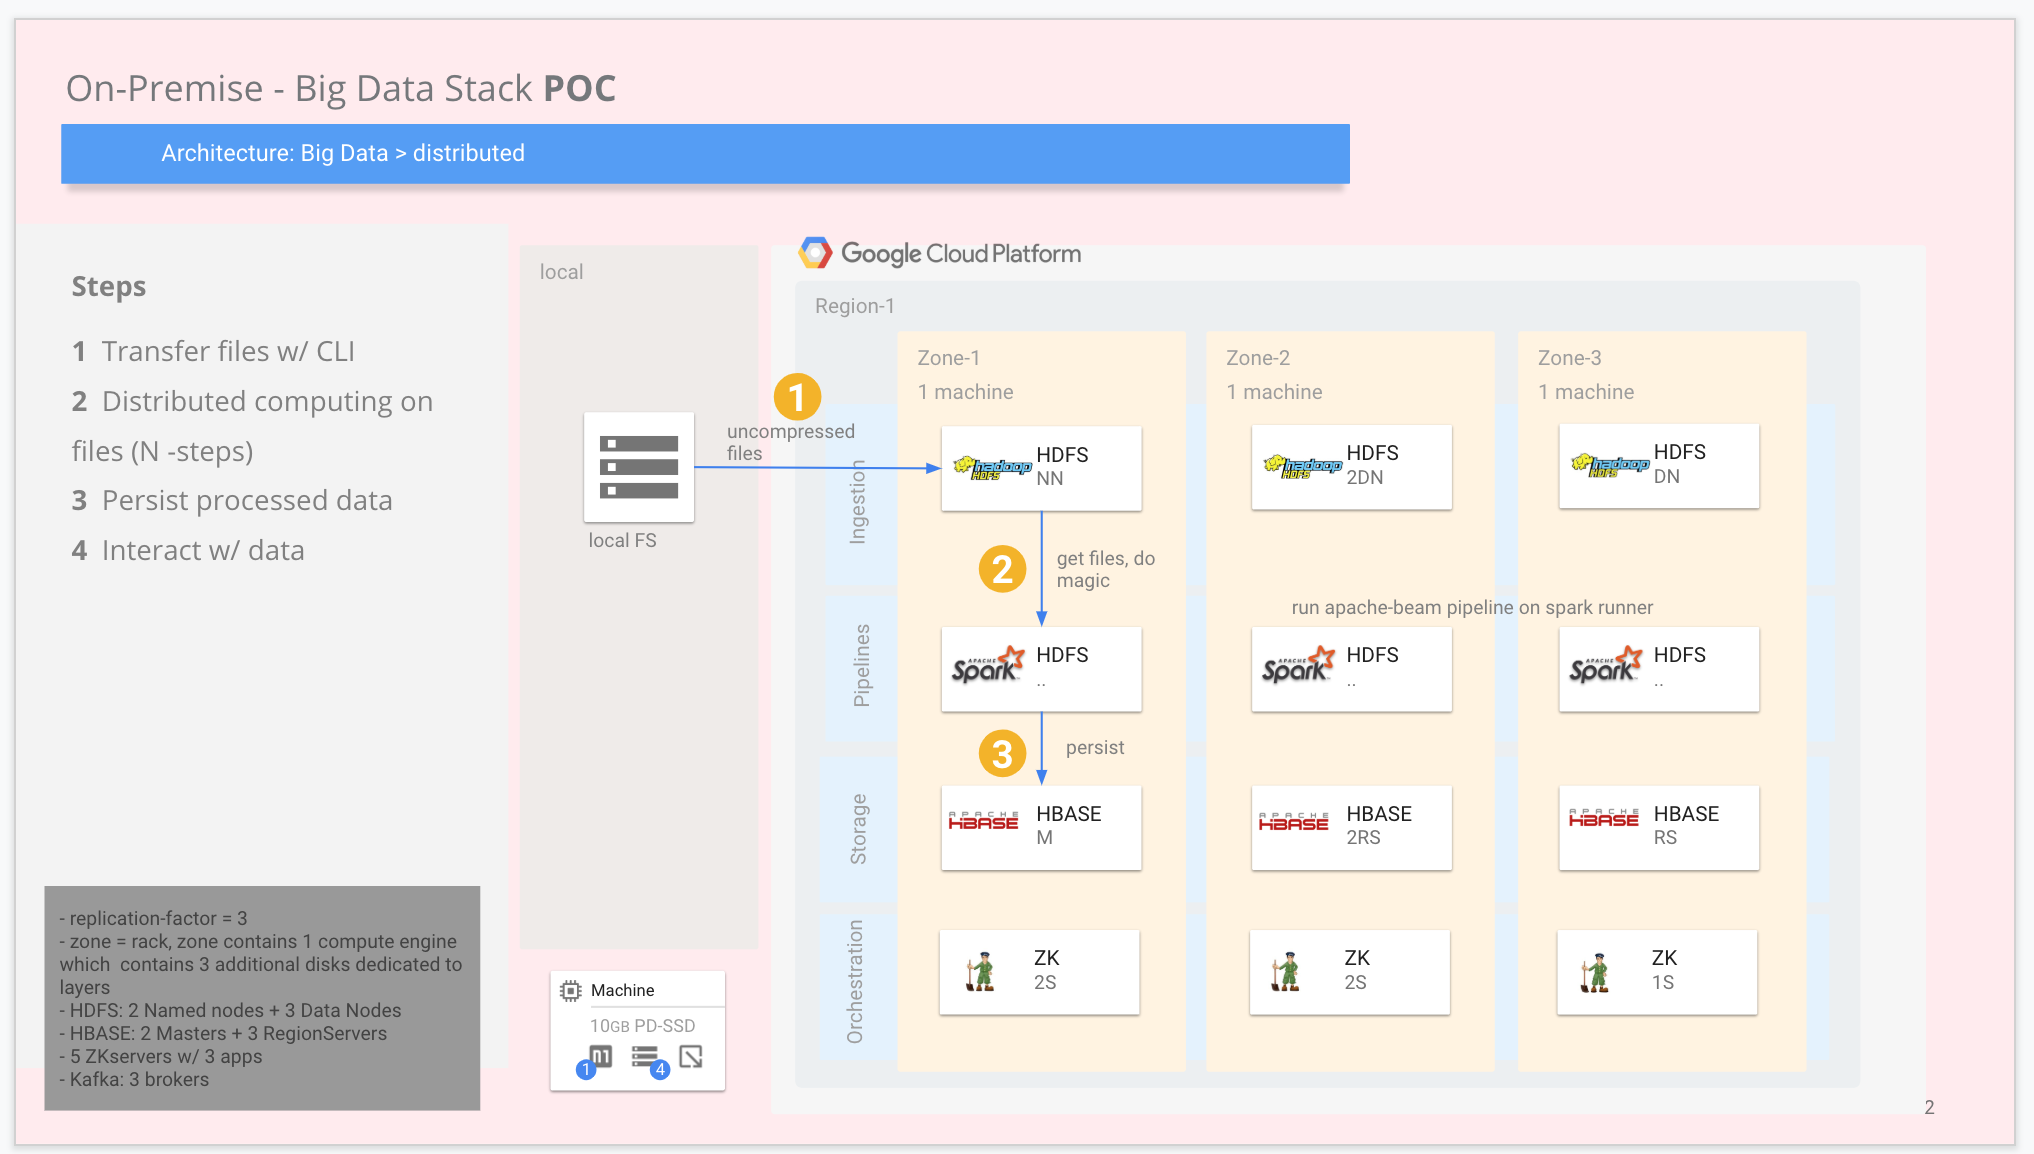 On-Premise - Big Data Stack POC
Architecture: Big Data > distributed
Steps
1 Transfer files w/ CLI
2 Distributed computing on
files (N -steps)
3 Persist processed data
4 Interact w/ data
- replication-factor = 3
- zone = rack, zone contains 1 compute engine
which contains 3 additional disks dedicated to
layers
- HDFS: 2 Named nodes + 3 Data Nodes
- HBASE: 2 Masters + 3 RegionServers
- 5 ZKservers w/ 3 apps
- Kafka: 3 brokers
local
local FS
Machine
10GB PD-SSD
n1
1
4
Google Cloud Platform
Region-1
Zone-1
1 machine
Zone-2
1 machine
Zone-3
1 machine
1
uncompressed
files
Ingestion
hadoop
HDFS
HDFS
NN
hadoop
HDFS
HDFS
2DN
hadoop
HDFS
HDFS
DN
2
get files, do
magic
run apache-beam pipeline on spark runner
Pipelines
APACHE
Spark
HDFS
..
APACHE
Spark
HDFS
..
APACHE
Spark
HDFS
..
3
persist
Storage
APACHE
HBASE
HBASE
M
APACHE
HBASE
HBASE
2RS
APACHE
HBASE
HBASE
RS
Orchestration
ZK
2S
ZK
2S
ZK
1S
2